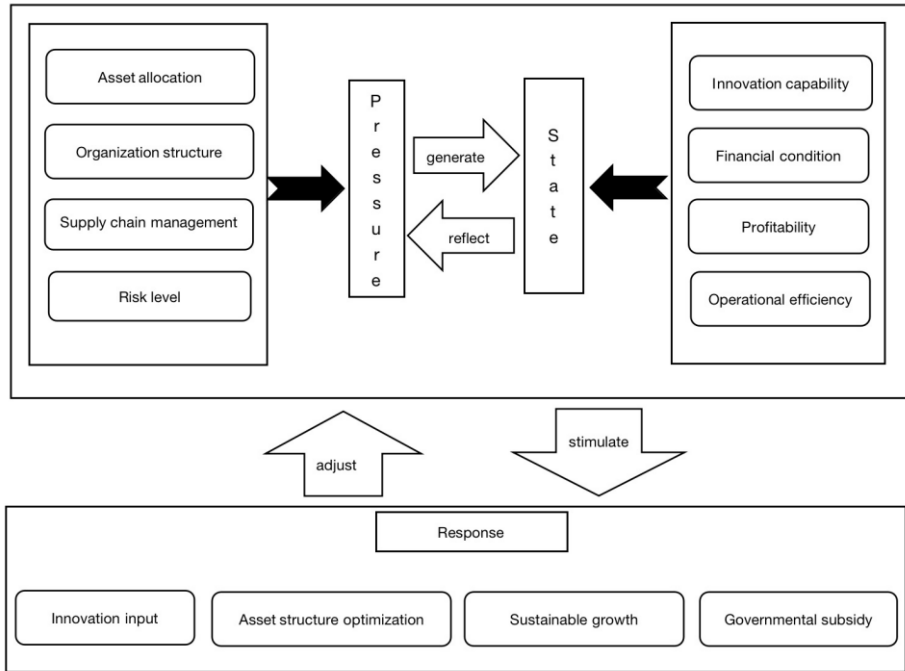 Asset allocation
Organization structure
Supply chain management
Risk level
Pressure
generate
reflect
State
Innovation capability
Financial condition
Profitability
Operational efficiency
adjust
stimulate
Response
Innovation input
Asset structure optimization
Sustainable growth
Governmental subsidy